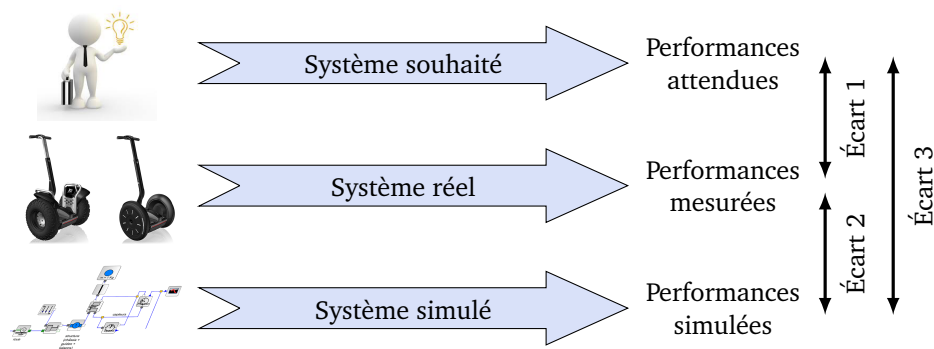 Système souhaité
Performances
attendues
Écart 1
Système réel
Performances
mesurées
Écart 2
Écart 3
Système simulé
Performances
simulées